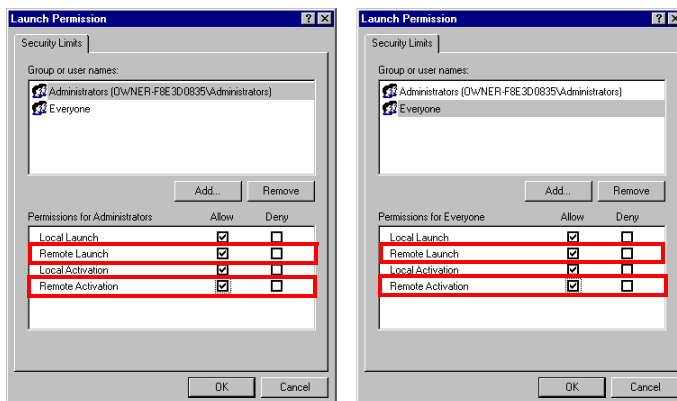 Launch Permission
Security Limits
Group or user names:
Administrators (OWNER-F8E3D0835\Administrators)
Everyone
Add...
Remove
Permissions for Administrators Allow Deny
Local Launch
Remote Launch
Local Activation
Remote Activation
OK
Cancel
Launch Permission
Security Limits
Group or user names:
Administrators (OWNER-F8E3D0835\Administrators)
Everyone
Add...
Remove
Permissions for Everyone Allow Deny
Local Launch
Remote Launch
Local Activation
Remote Activation
OK
Cancel